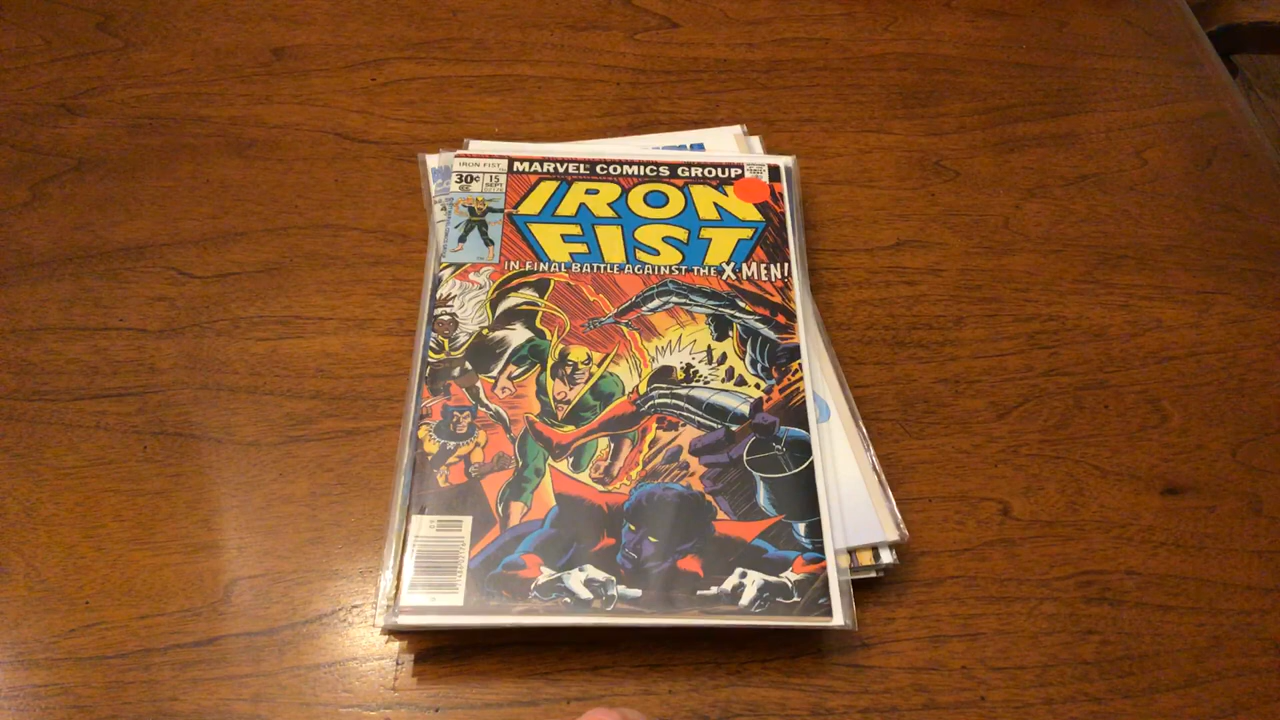 IRON FIST
MARVEL COMICS GROUP
30¢
15
SEPT
IRON
FIST
IN FINAL BATTLE AGAINST THE X-MEN!